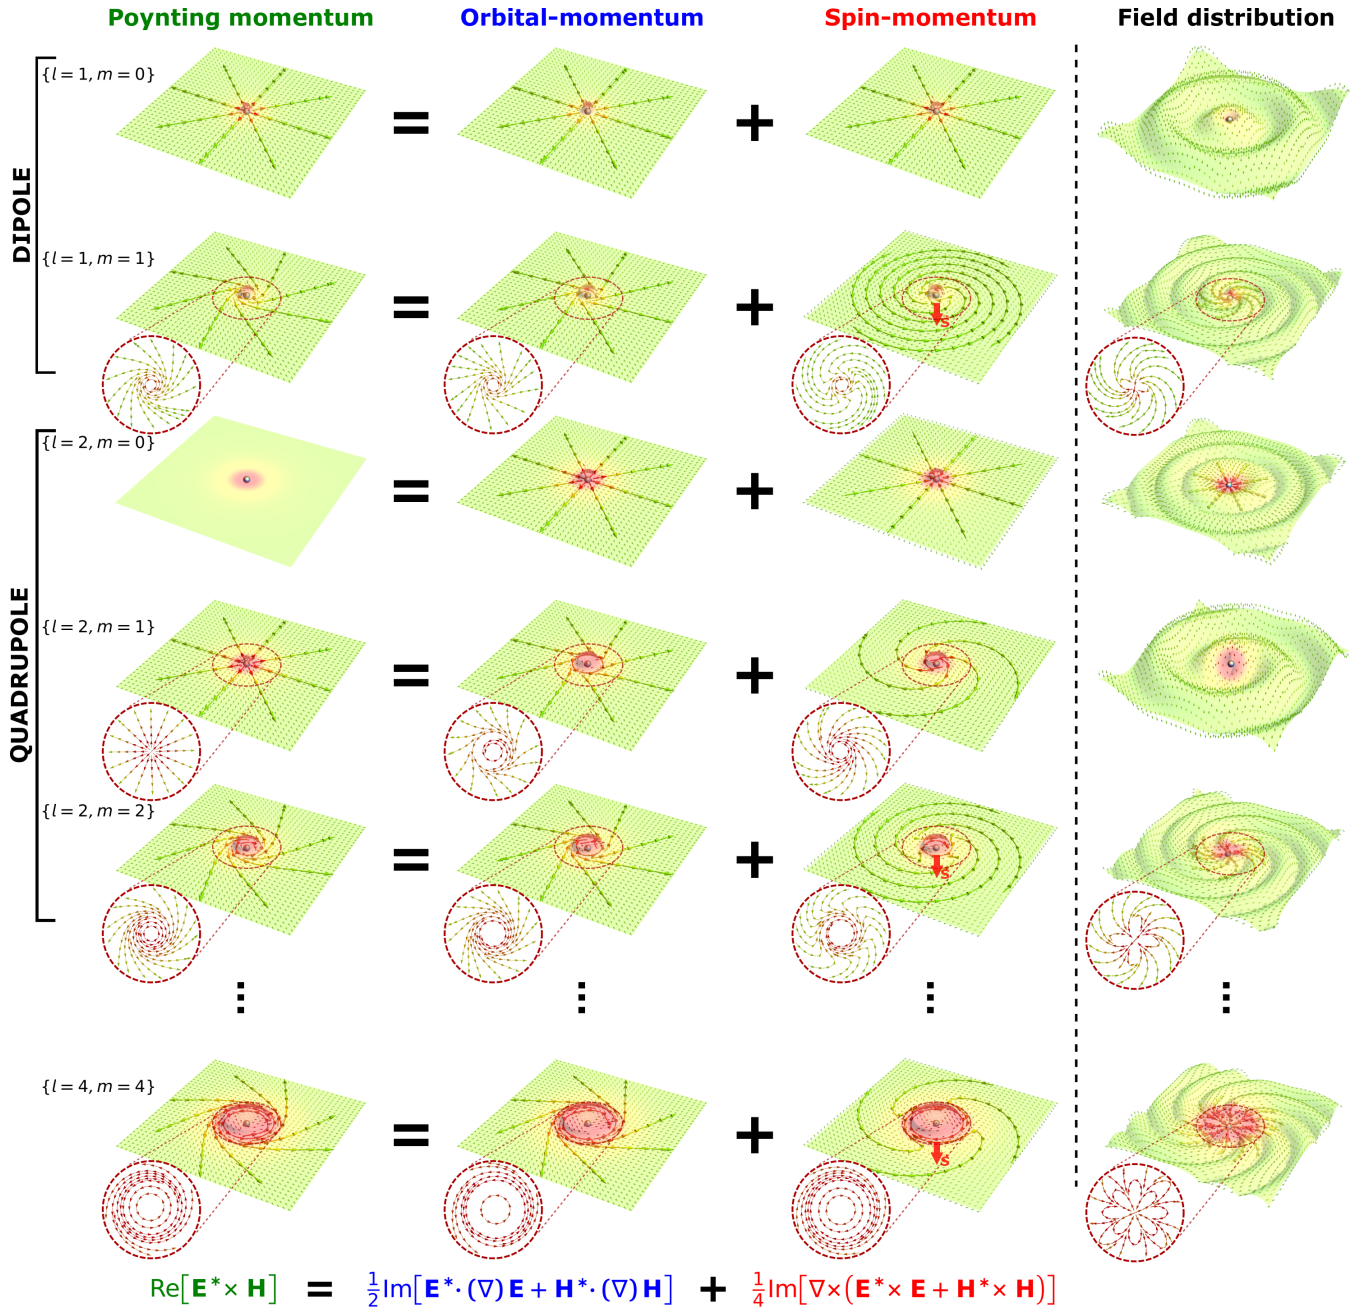 Poynting momentum Orbital-momentum Spin-momentum Field distribution
DIPOLE
{l = 1, m = 0}
= +
{l = 1, m = 1}
= +
s
QUADRUPOLE
{l = 2, m = 0}
= +
{l = 2, m = 1}
= +
{l = 2, m = 2}
= +
s
⋮ ⋮ ⋮ ⋮
{l = 4, m = 4}
= +
s
Re[E* × H] = 1/2 Im[E* · (∇) E + H* · (∇) H] + 1/4 Im[∇ × (E* × E + H* × H)]